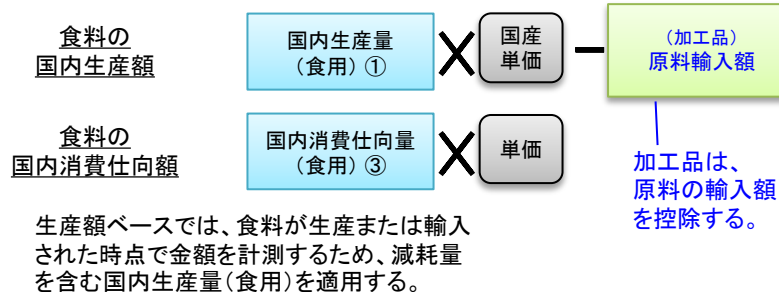 食料の
国内生産額
国内生産量
(食用)①
国産
単価
(加工品)
原料輸入額
食料の
国内消費仕向額
国内消費仕向量
(食用)③
単価
加工品は、
原料の輸入額
を控除する。
生産額ベースでは、食料が生産または輸入
された時点で金額を計測するため、減耗量
を含む国内生産量(食用)を適用する。